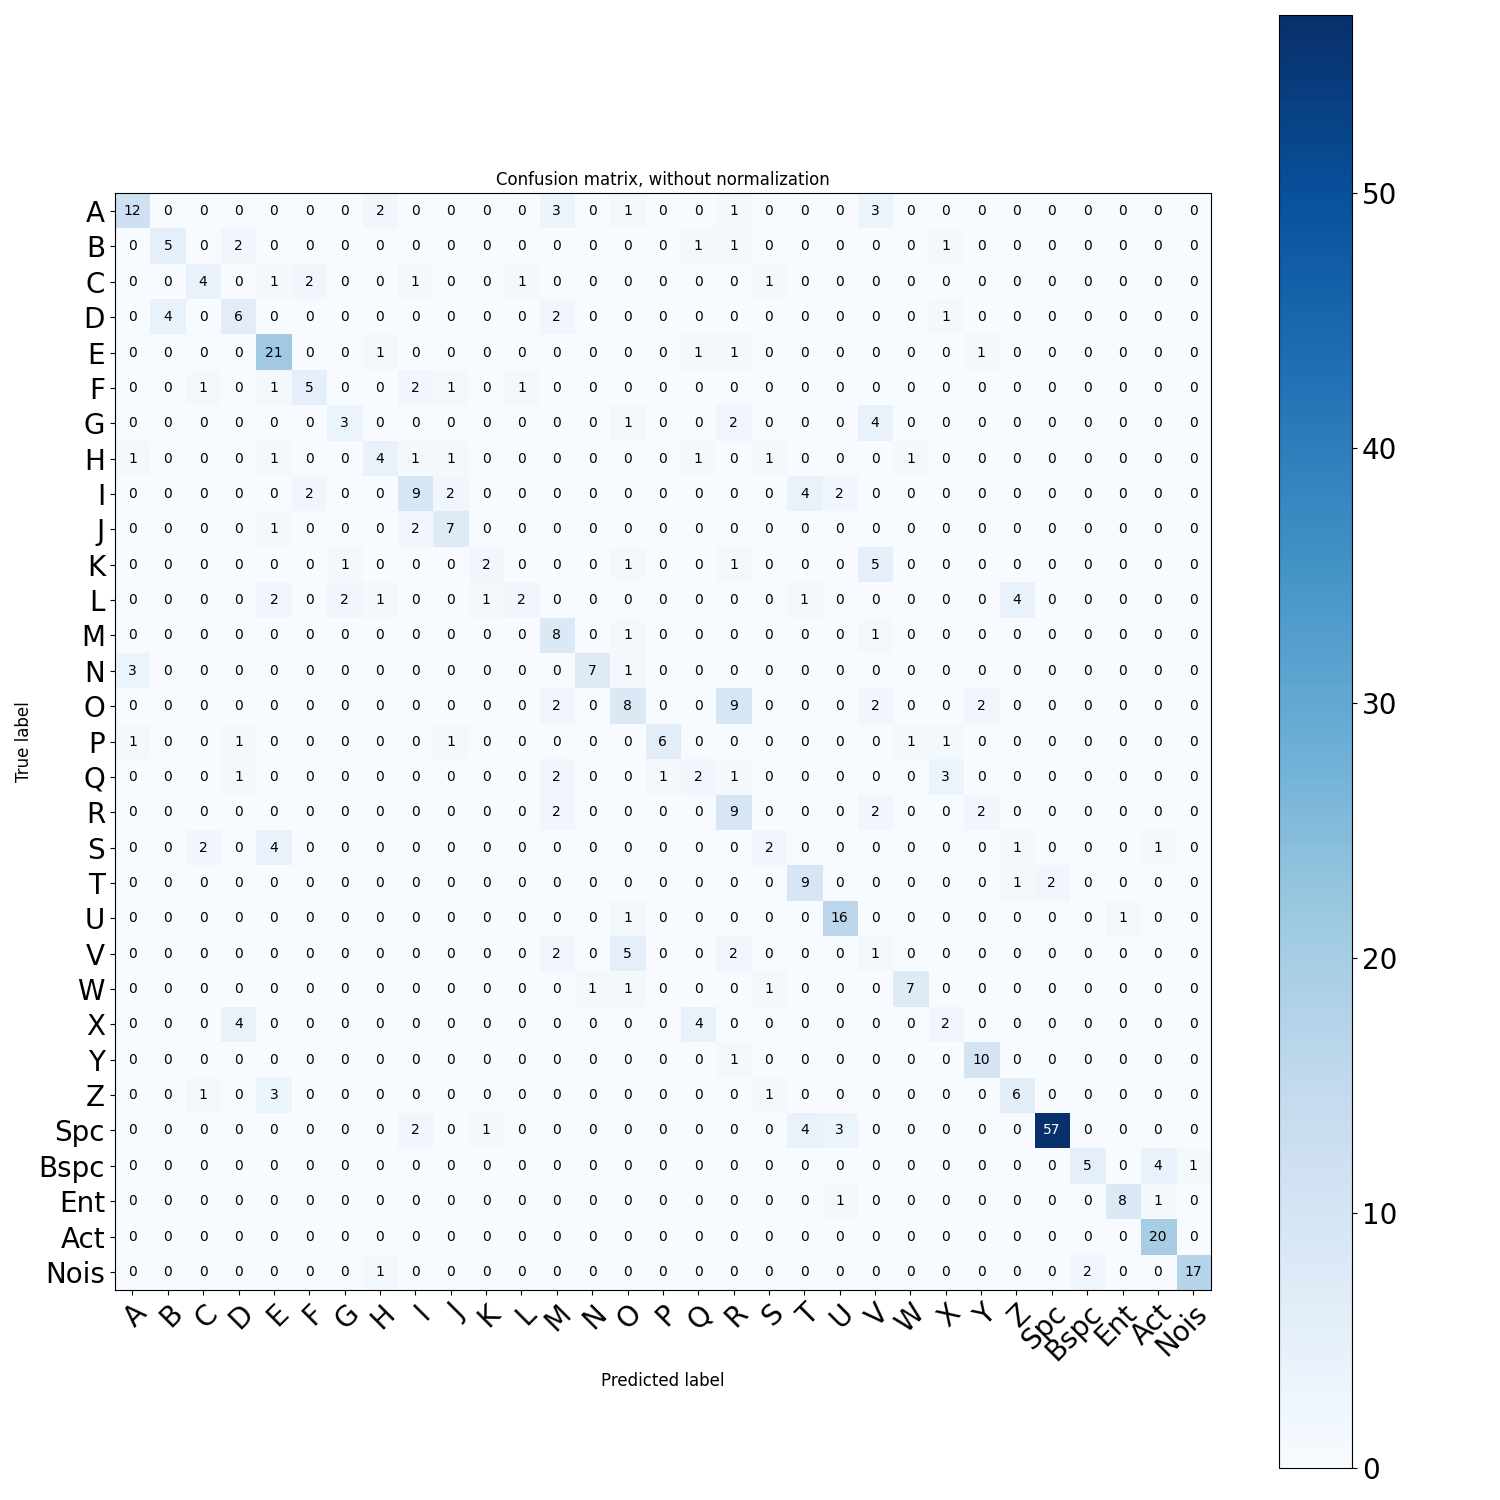 Confusion matrix, without normalization
A 12 0 0 0 0 0 0 2 0 0 0 0 3 0 1 0 0 1 0 0 0 3 0 0 0 0 0 0 0 0 0
B 0 5 0 2 0 0 0 0 0 0 0 0 0 0 0 0 1 1 0 0 0 0 0 1 0 0 0 0 0 0 0
C 0 0 4 0 1 2 0 0 1 0 0 1 0 0 0 0 0 0 1 0 0 0 0 0 0 0 0 0 0 0 0
D 0 4 0 6 0 0 0 0 0 0 0 0 2 0 0 0 0 0 0 0 0 0 0 1 0 0 0 0 0 0 0
E 0 0 0 0 21 0 0 1 0 0 0 0 0 0 0 0 1 1 0 0 0 0 0 0 1 0 0 0 0 0 0
F 0 0 1 0 1 5 0 0 2 1 0 1 0 0 0 0 0 0 0 0 0 0 0 0 0 0 0 0 0 0 0
G 0 0 0 0 0 0 3 0 0 0 0 0 0 0 1 0 0 2 0 0 0 4 0 0 0 0 0 0 0 0 0
H 1 0 0 0 1 0 0 4 1 1 0 0 0 0 0 0 1 0 1 0 0 0 1 0 0 0 0 0 0 0 0
I 0 0 0 0 0 2 0 0 9 2 0 0 0 0 0 0 0 0 0 4 2 0 0 0 0 0 0 0 0 0 0
J 0 0 0 0 1 0 0 0 2 7 0 0 0 0 0 0 0 0 0 0 0 0 0 0 0 0 0 0 0 0 0
K 0 0 0 0 0 0 1 0 0 0 2 0 0 0 1 0 0 1 0 0 0 5 0 0 0 0 0 0 0 0 0
L 0 0 0 0 2 0 2 1 0 0 1 2 0 0 0 0 0 0 0 1 0 0 0 0 0 4 0 0 0 0 0
M 0 0 0 0 0 0 0 0 0 0 0 0 8 0 1 0 0 0 0 0 0 1 0 0 0 0 0 0 0 0 0
N 3 0 0 0 0 0 0 0 0 0 0 0 0 7 1 0 0 0 0 0 0 0 0 0 0 0 0 0 0 0 0
O 0 0 0 0 0 0 0 0 0 0 0 0 2 0 8 0 0 9 0 0 0 2 0 0 2 0 0 0 0 0 0
P 1 0 0 1 0 0 0 0 0 1 0 0 0 0 0 6 0 0 0 0 0 0 1 1 0 0 0 0 0 0 0
Q 0 0 0 1 0 0 0 0 0 0 0 0 2 0 0 1 2 1 0 0 0 0 0 3 0 0 0 0 0 0 0
R 0 0 0 0 0 0 0 0 0 0 0 0 2 0 0 0 0 9 0 0 0 2 0 0 2 0 0 0 0 0 0
S 0 0 2 0 4 0 0 0 0 0 0 0 0 0 0 0 0 0 2 0 0 0 0 0 0 1 0 0 0 1 0
T 0 0 0 0 0 0 0 0 0 0 0 0 0 0 0 0 0 0 0 9 0 0 0 0 0 1 2 0 0 0 0
U 0 0 0 0 0 0 0 0 0 0 0 0 0 0 1 0 0 0 0 0 16 0 0 0 0 0 0 0 1 0 0
V 0 0 0 0 0 0 0 0 0 0 0 0 2 0 5 0 0 2 0 0 0 1 0 0 0 0 0 0 0 0 0
W 0 0 0 0 0 0 0 0 0 0 0 0 0 1 1 0 0 0 1 0 0 0 7 0 0 0 0 0 0 0 0
X 0 0 0 4 0 0 0 0 0 0 0 0 0 0 0 0 4 0 0 0 0 0 0 2 0 0 0 0 0 0 0
Y 0 0 0 0 0 0 0 0 0 0 0 0 0 0 0 0 0 1 0 0 0 0 0 0 10 0 0 0 0 0 0
Z 0 0 1 0 3 0 0 0 0 0 0 0 0 0 0 0 0 0 1 0 0 0 0 0 0 6 0 0 0 0 0
Spc 0 0 0 0 0 0 0 0 2 0 1 0 0 0 0 0 0 0 0 4 3 0 0 0 0 0 57 0 0 0 0
Bspc 0 0 0 0 0 0 0 0 0 0 0 0 0 0 0 0 0 0 0 0 0 0 0 0 0 0 0 5 0 4 1
Ent 0 0 0 0 0 0 0 0 0 0 0 0 0 0 0 0 0 0 0 0 1 0 0 0 0 0 0 0 8 1 0
Act 0 0 0 0 0 0 0 0 0 0 0 0 0 0 0 0 0 0 0 0 0 0 0 0 0 0 0 0 0 20 0
Nois 0 0 0 0 0 0 0 1 0 0 0 0 0 0 0 0 0 0 0 0 0 0 0 0 0 0 0 2 0 0 17
A B C D E F G H I J K L M N O P Q R S T U V W X Y Z Spc Bspc Ent Act Nois
Predicted label
True label
50
40
30
20
10
0